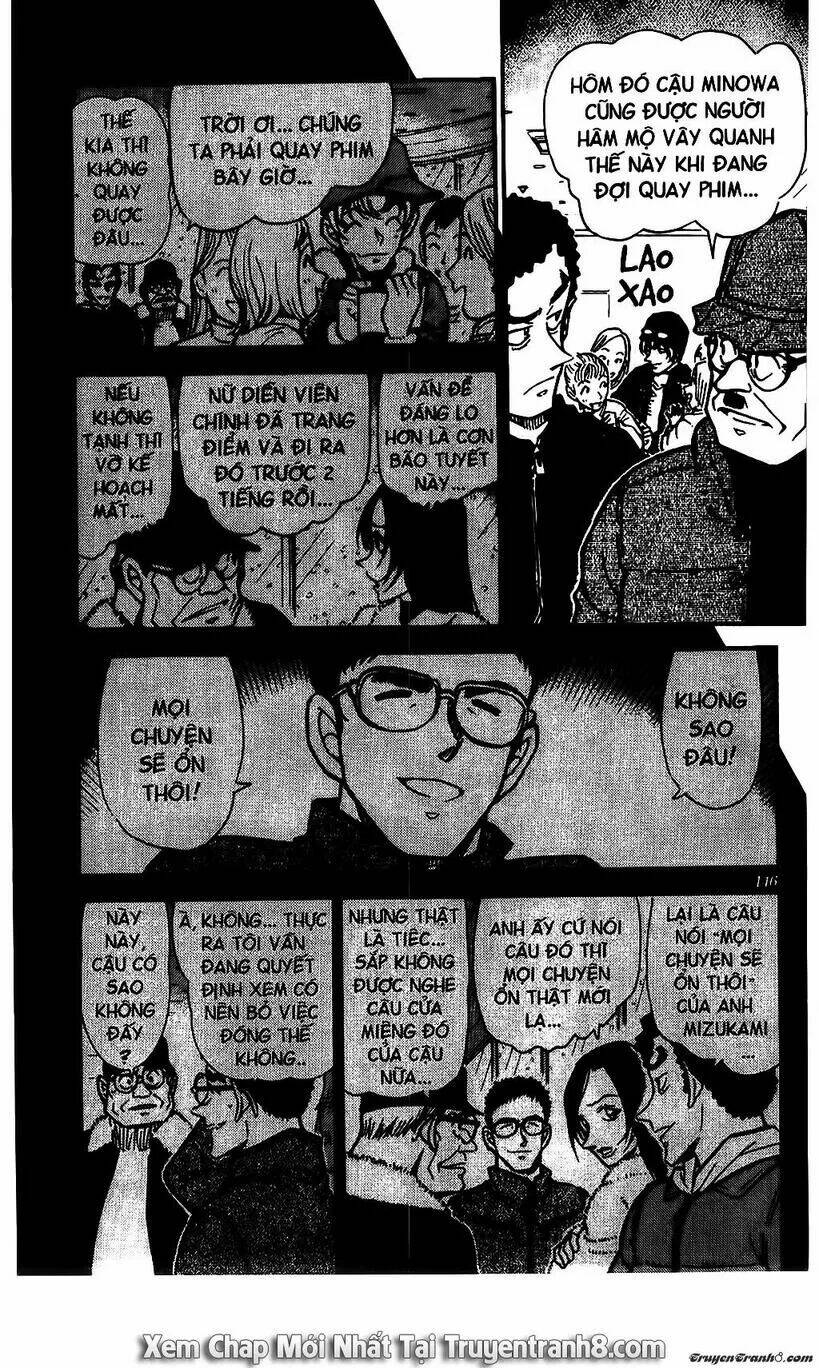 HÔM ĐÓ CẬU MINOWA
CŨNG ĐƯỢC NGƯỜI
HÂM MỘ VÂY QUANH
THẾ NÀY KHI ĐANG
ĐỢI QUAY PHIM...
LAO
XAO
TRỜI ƠI... CHÚNG
TA PHẢI QUAY PHIM
BÂY GIỜ...
THẾ
KIA THÌ
KHÔNG
QUAY
ĐƯỢC
ĐÂU...
VẤN ĐỀ
ĐÁNG LO
HƠN LÀ CƠN
BÃO TUYẾT
NÀY...
NỮ DIỄN VIÊN
CHÍNH ĐÃ TRANG
ĐIỂM VÀ ĐI RA
ĐÓ TRƯỚC 2
TIẾNG RỒI...
NẾU
KHÔNG
TẠNH THÌ
VỠ KẾ
HOẠCH
MẤT...
KHÔNG
SAO
ĐÂU!
MỌI
CHUYỆN
SẼ ỔN
THÔI!
116
LẠI LÀ CÂU
NÓI "MỌI
CHUYỆN SẼ
ỔN THÔI"
CỦA ANH
MIZUKAMI
...
ANH ẤY CỨ NÓI
CÂU ĐÓ THÌ
MỌI CHUYỆN
ỔN THẬT MỚI
LẠ...
NHƯNG THẬT
LÀ TIẾC...
SẮP KHÔNG
ĐƯỢC NGHE
CÂU CỬA
MIỆNG ĐÓ
CỦA CẬU
NỮA...
À, KHÔNG... THỰC
RA TÔI VẪN
ĐANG QUYẾT
ĐỊNH XEM CÓ
NÊN BỎ VIỆC
ĐÓNG THẾ
KHÔNG..
NÀY
NÀY,
CẬU CÓ
SAO
KHÔNG
ĐẤY
?
Xem Chap Mới Nhất Tại Truyentranh8.com
TruyenTranh8.com